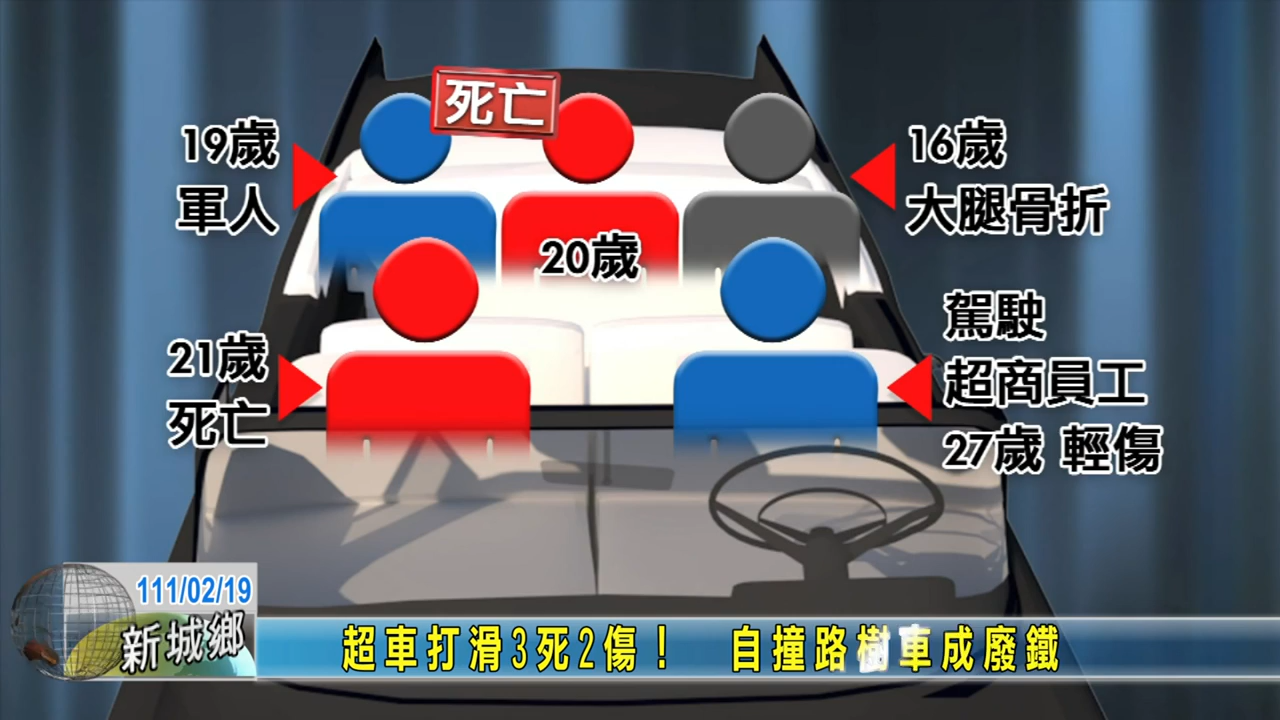 死亡
19歲
軍人
16歲
大腿骨折
20歲
21歲
死亡
駕駛
超商員工
27歲 輕傷
111/02/19
新城鄉
超車打滑3死2傷! 自撞路樹車成廢鐵